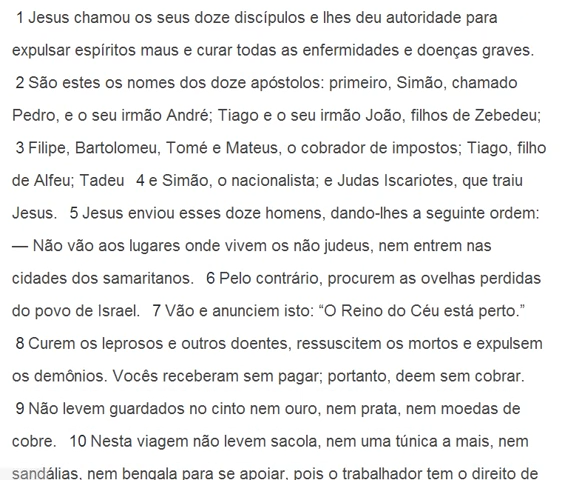 1 Jesus chamou os seus doze discípulos e lhes deu autoridade para
expulsar espíritos maus e curar todas as enfermidades e doenças graves.
2 São estes os nomes dos doze apóstolos: primeiro, Simão, chamado
Pedro, e o seu irmão André; Tiago e o seu irmão João, filhos de Zebedeu;
3 Filipe, Bartolomeu, Tomé e Mateus, o cobrador de impostos; Tiago, filho
de Alfeu; Tadeu 4 e Simão, o nacionalista; e Judas Iscariotes, que traiu
Jesus. 5 Jesus enviou esses doze homens, dando-lhes a seguinte ordem:
— Não vão aos lugares onde vivem os não judeus, nem entrem nas
cidades dos samaritanos. 6 Pelo contrário, procurem as ovelhas perdidas
do povo de Israel. 7 Vão e anunciem isto: “O Reino do Céu está perto.”
8 Curem os leprosos e outros doentes, ressuscitem os mortos e expulsem
os demônios. Vocês receberam sem pagar; portanto, deem sem cobrar.
9 Não levem guardados no cinto nem ouro, nem prata, nem moedas de
cobre. 10 Nesta viagem não levem sacola, nem uma túnica a mais, nem
sandálias, nem bengala para se apoiar, pois o trabalhador tem o direito de